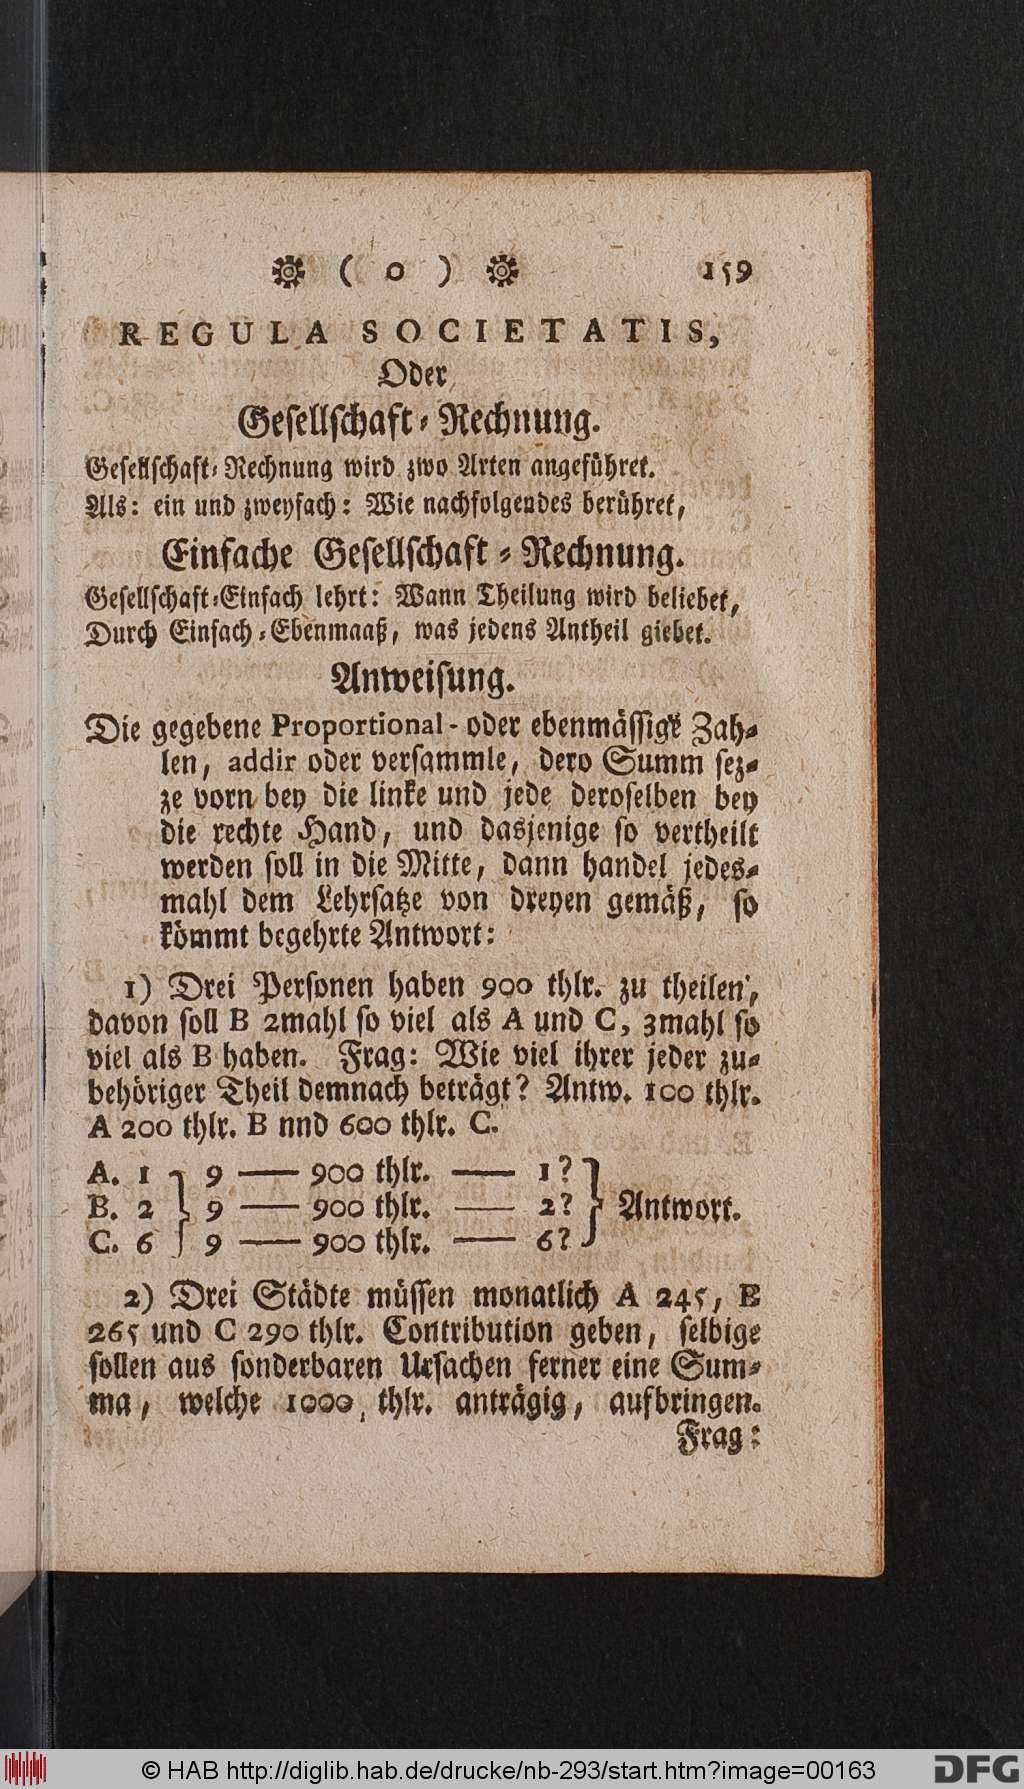 ( 0 ) 159
REGULA SOCIETATIS,
Oder
Geſellſchaft⸗Rechnung.
Geſellſchaft⸗Rechnung wird zwo Arten angeführet.
Als: ein und zweyfach: Wie nachfolgendes berühret,
Einfache Geſellſchaft⸗Rechnung.
Geſellſchaft⸗Einfach lehrt: Wann Theilung wird beliebet,
Durch Einfach⸗Ebenmaaß, was jedens Antheil giebet.
Anweiſung.
Die gegebene Proportional- oder ebenmäſſige Zah⸗
len, addir oder verſammle, dero Summ ſez⸗
ze vorn bey die linke und jede deroſelben bey
die rechte Hand, und dasjenige ſo vertheilt
werden ſoll in die Mitte, dann handel jedes⸗
mahl dem Lehrſatze von dreyen gemäß, ſo
kömmt begehrte Antwort:
1) Drei Perſonen haben 900 thlr. zu theilen,
davon ſoll B 2mahl ſo viel als A und C, 3mahl ſo
viel als B haben. Frag: Wie viel ihrer jeder zu⸗
behöriger Theil demnach beträgt? Antw. 100 thlr.
A 200 thlr. B nnd 600 thlr. C.
A. 1 } 9 — 900 thlr. — 1? }
B. 2 } 9 — 900 thlr. — 2? } Antwort.
C. 6 } 9 — 900 thlr. — 6? }
2) Drei Städte müſſen monatlich A 245, B
265 und C 290 thlr. Contribution geben, ſelbige
ſollen aus ſonderbaren Urſachen ferner eine Sum⸗
ma, welche 1000 thlr. anträgig, aufbringen.
Frag:
© HAB http://diglib.hab.de/drucke/nb-293/start.htm?image=00163
DFG